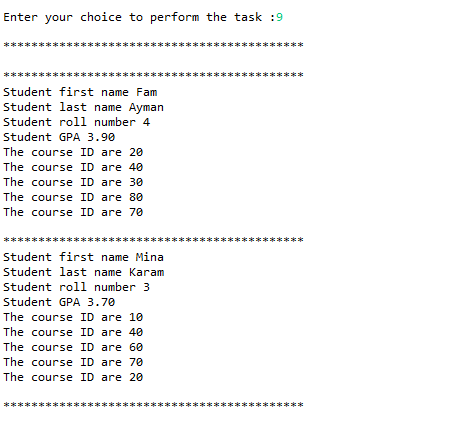 Enter your choice to perform the task :9
*******************************************
*******************************************
Student first name Fam
Student last name Ayman
Student roll number 4
Student GPA 3.90
The course ID are 20
The course ID are 40
The course ID are 30
The course ID are 80
The course ID are 70
*******************************************
Student first name Mina
Student last name Karam
Student roll number 3
Student GPA 3.70
The course ID are 10
The course ID are 40
The course ID are 60
The course ID are 70
The course ID are 20
*******************************************